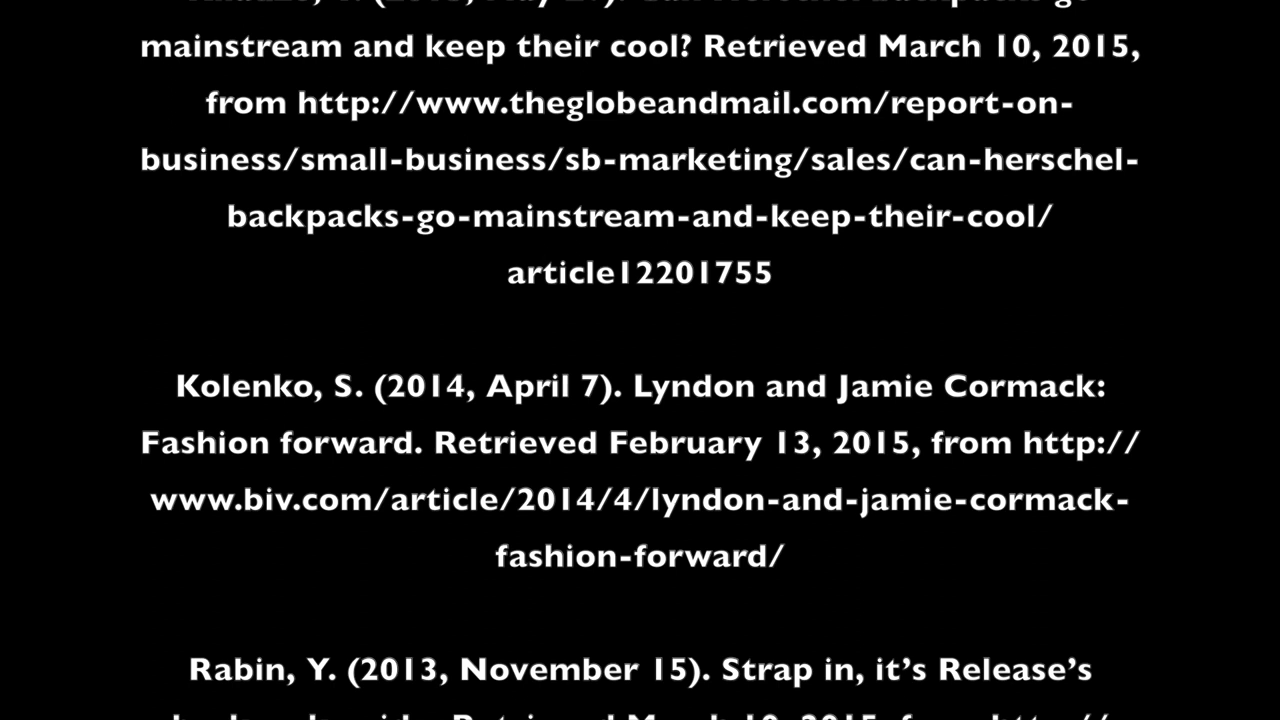 mainstream and keep their cool? Retrieved March 10, 2015,
from http://www.theglobeandmail.com/report-on-
business/small-business/sb-marketing/sales/can-herschel-
backpacks-go-mainstream-and-keep-their-cool/
article12201755
Kolenko, S. (2014, April 7). Lyndon and Jamie Cormack:
Fashion forward. Retrieved February 13, 2015, from http://
www.biv.com/article/2014/4/lyndon-and-jamie-cormack-
fashion-forward/
Rabin, Y. (2013, November 15). Strap in, it’s Release’s